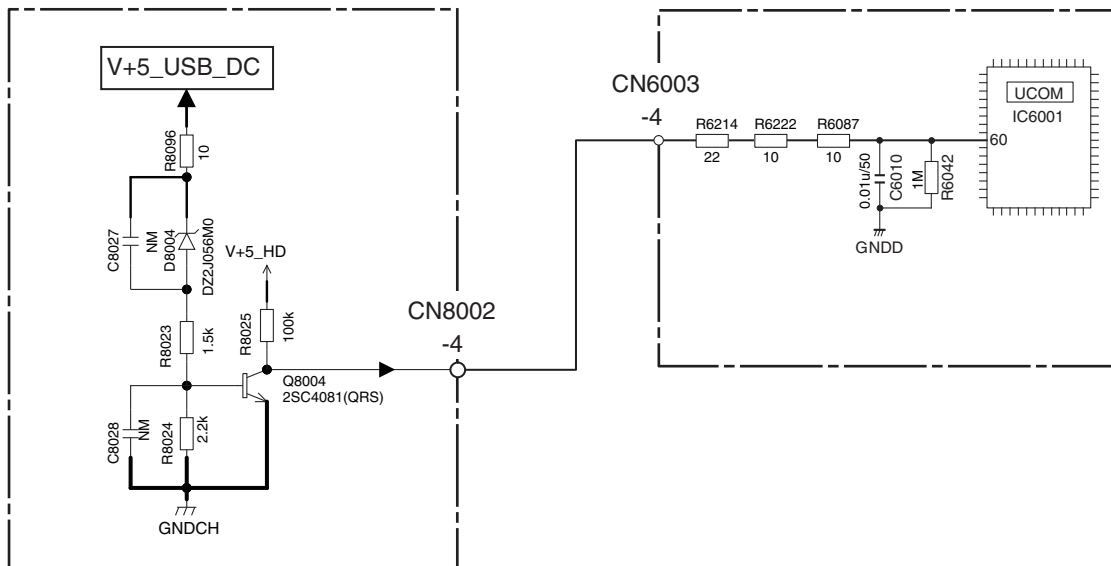 V+5_USB_DC
R8096
10
C8027
NM
D8004
DZ2J056M0
V+5_HD
R8023
1.5k
R8025
100k
Q8004
2SC4081(QRS)
C8028
NM
R8024
2.2k
GNDCH
CN8002
-4
CN6003
-4
R6214
22
R6222
10
R6087
10
0.01u/50
C6010
1M
R6042
GNDD
60
UCOM
IC6001